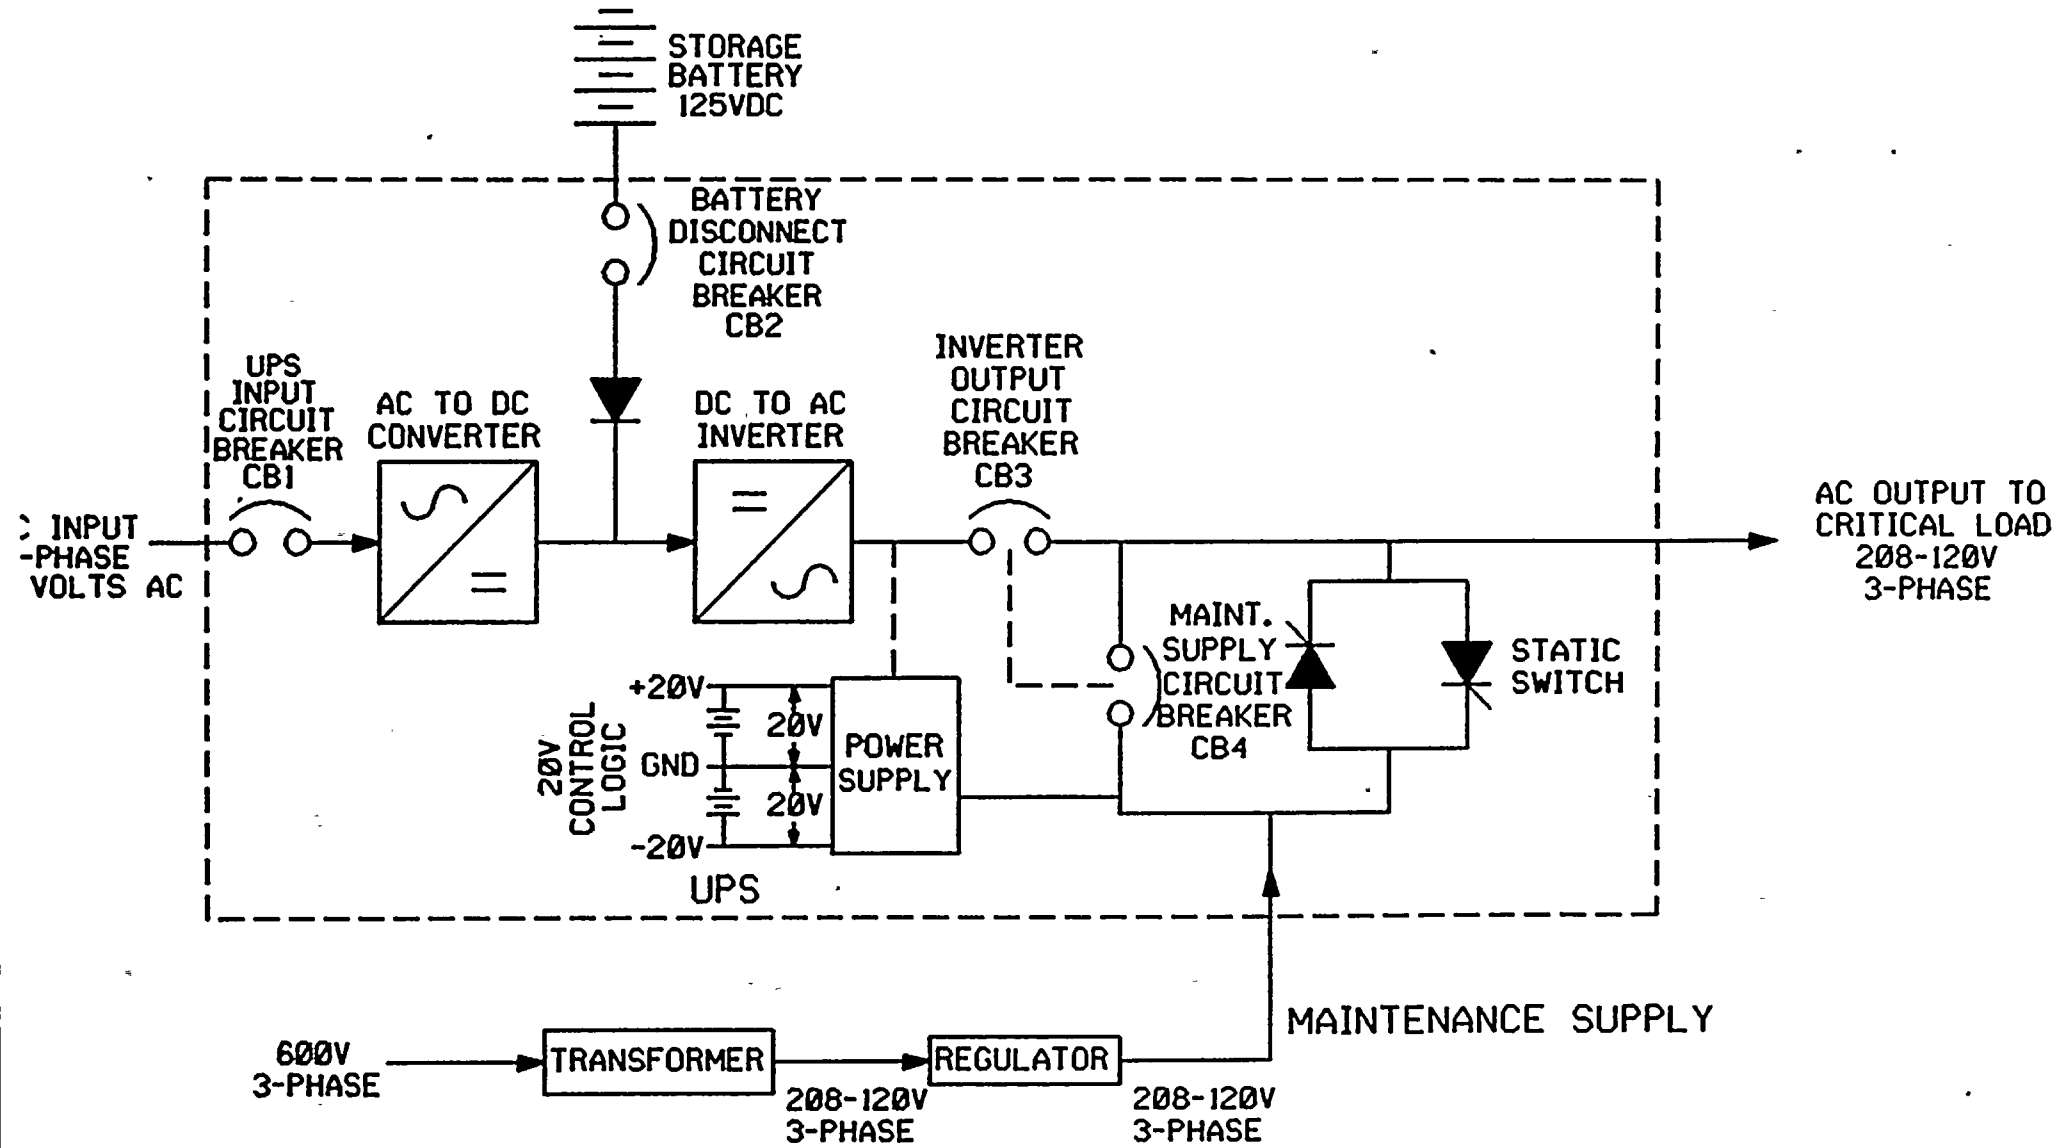 STORAGE
BATTERY
125VDC
BATTERY
DISCONNECT
CIRCUIT
BREAKER
CB2
UPS
INPUT
CIRCUIT
BREAKER
CB1
AC TO DC
CONVERTER
DC TO AC
INVERTER
INVERTER
OUTPUT
CIRCUIT
BREAKER
CB3
INPUT
-PHASE
VOLTS AC
AC OUTPUT TO
CRITICAL LOAD
208-120V
3-PHASE
MAINT.
SUPPLY
CIRCUIT
BREAKER
CB4
STATIC
SWITCH
20V
CONTROL
LOGIC
+20V
20V
GND
20V
-20V
POWER
SUPPLY
UPS
MAINTENANCE SUPPLY
600V
3-PHASE
TRANSFORMER
208-120V
3-PHASE
REGULATOR
208-120V
3-PHASE